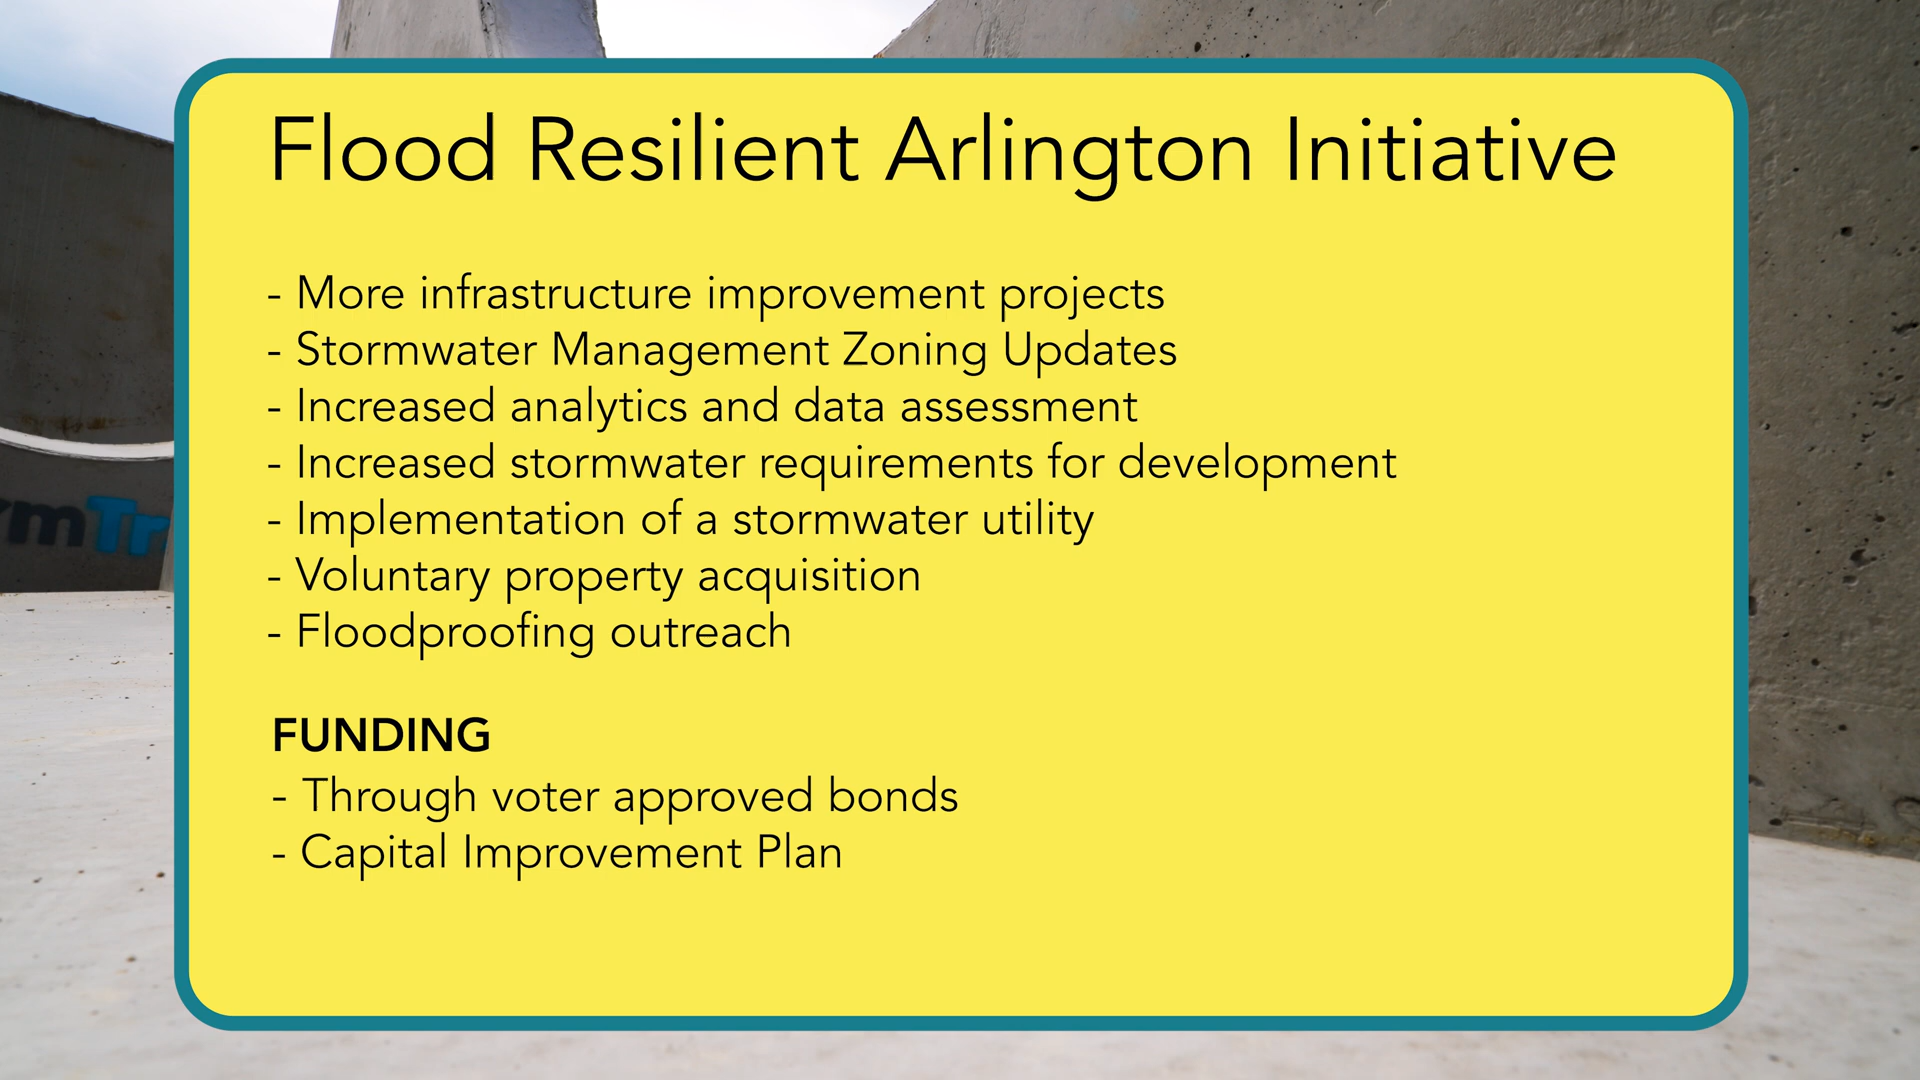 Flood Resilient Arlington Initiative
- More infrastructure improvement projects
- Stormwater Management Zoning Updates
- Increased analytics and data assessment
- Increased stormwater requirements for development
- Implementation of a stormwater utility
- Voluntary property acquisition
- Floodproofing outreach
FUNDING
- Through voter approved bonds
- Capital Improvement Plan